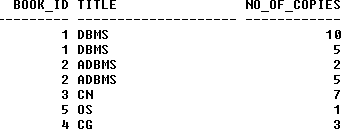 BOOK_ID TITLE NO_OF_COPIES
1 DBMS 10
1 DBMS 5
2 ADBMS 2
2 ADBMS 5
3 CN 7
5 OS 1
4 CG 3